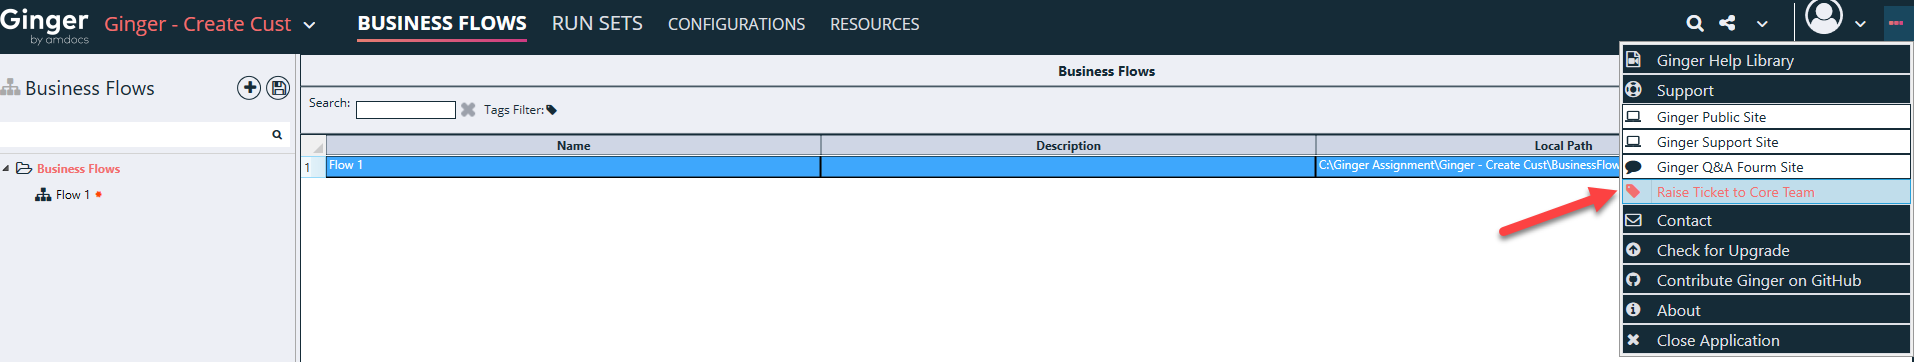 Ginger
by amdocs
Ginger - Create Cust
BUSINESS FLOWS
RUN SETS
CONFIGURATIONS
RESOURCES
Business Flows
Business Flows
Flow 1
Business Flows
Search:
Tags Filter:
Name
Description
Local Path
1
Flow 1
C:\Ginger Assignment\Ginger - Create Cust\BusinessFlow
Ginger Help Library
Support
Ginger Public Site
Ginger Support Site
Ginger Q&A Fourm Site
Raise Ticket to Core Team
Contact
Check for Upgrade
Contribute Ginger on GitHub
About
Close Application